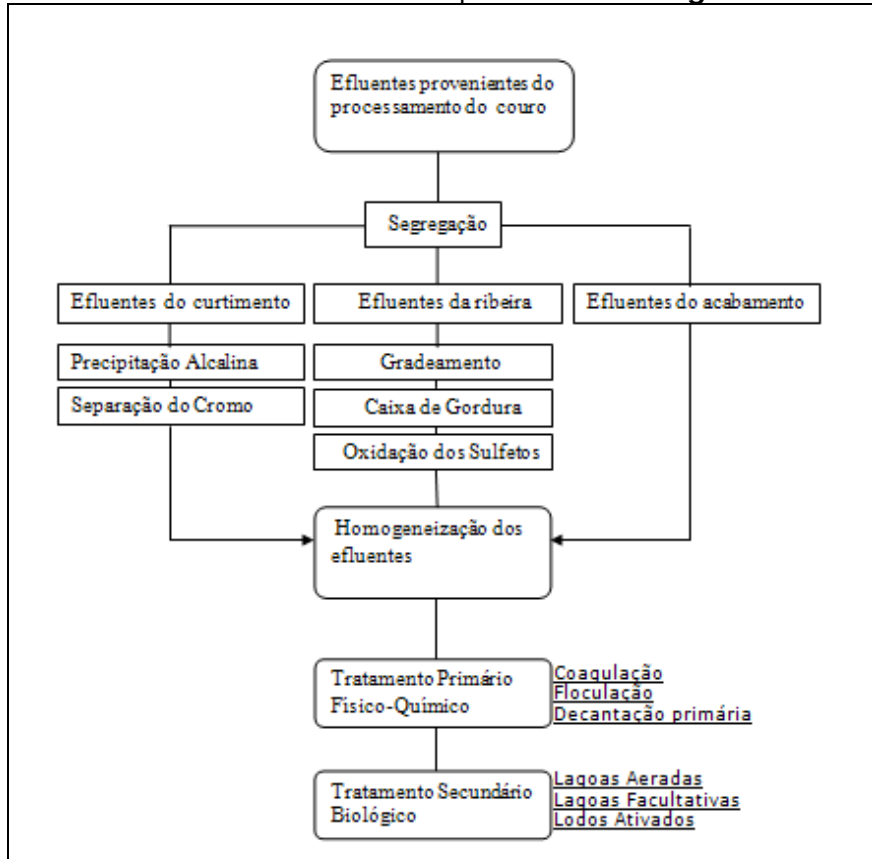 Efluentes provenientes do
processamento do couro
Segregação
Efluentes do curtimento
Efluentes da ribeira
Efluentes do acabamento
Precipitação Alcalina
Gradeamento
Separação do Cromo
Caixa de Gordura
Oxidação dos Sulfetos
Homogeneização dos
efluentes
Tratamento Primário
Físico-Químico
Coagulação
Floculação
Decantação primária
Tratamento Secundário
Biológico
Lagoas Aeradas
Lagoas Facultativas
Lodos Ativados